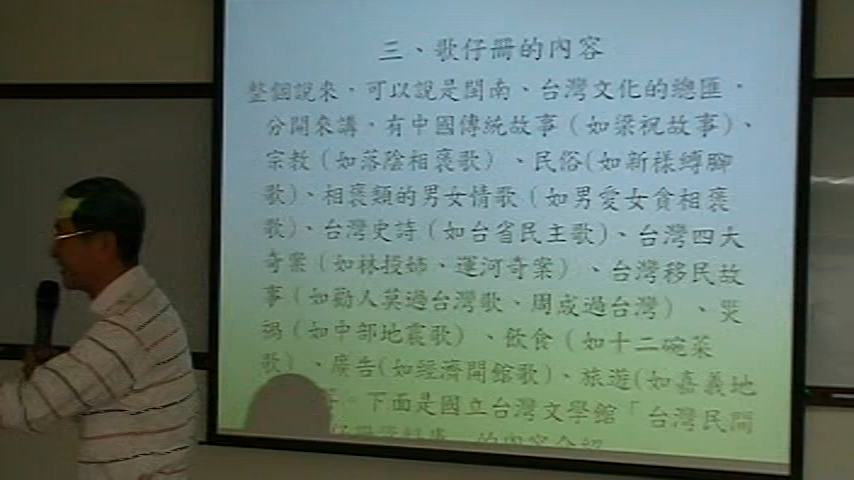 三、歌仔冊的內容
整個說來，可以說是閩南、台灣文化的總匯，
分開來講，有中國傳統故事（如梁祝故事）、
宗教（如落陰相褒歌）、民俗（如新樣縛腳
歌）、相褒類的男女情歌（如男愛女貪相褒
歌）、台灣史詩（如台省民主歌）、台灣四大
奇案（如林投姊、運河奇案）、台灣移民故
事（如勸人莫過台灣歌、周成過台灣）、災
禍（如中部地震歌）、飲食（如十二碗菜
歌）、廣告（如經濟開館歌）、旅遊（如嘉義地
。下面是國立台灣文學館「台灣民間
的內容介紹